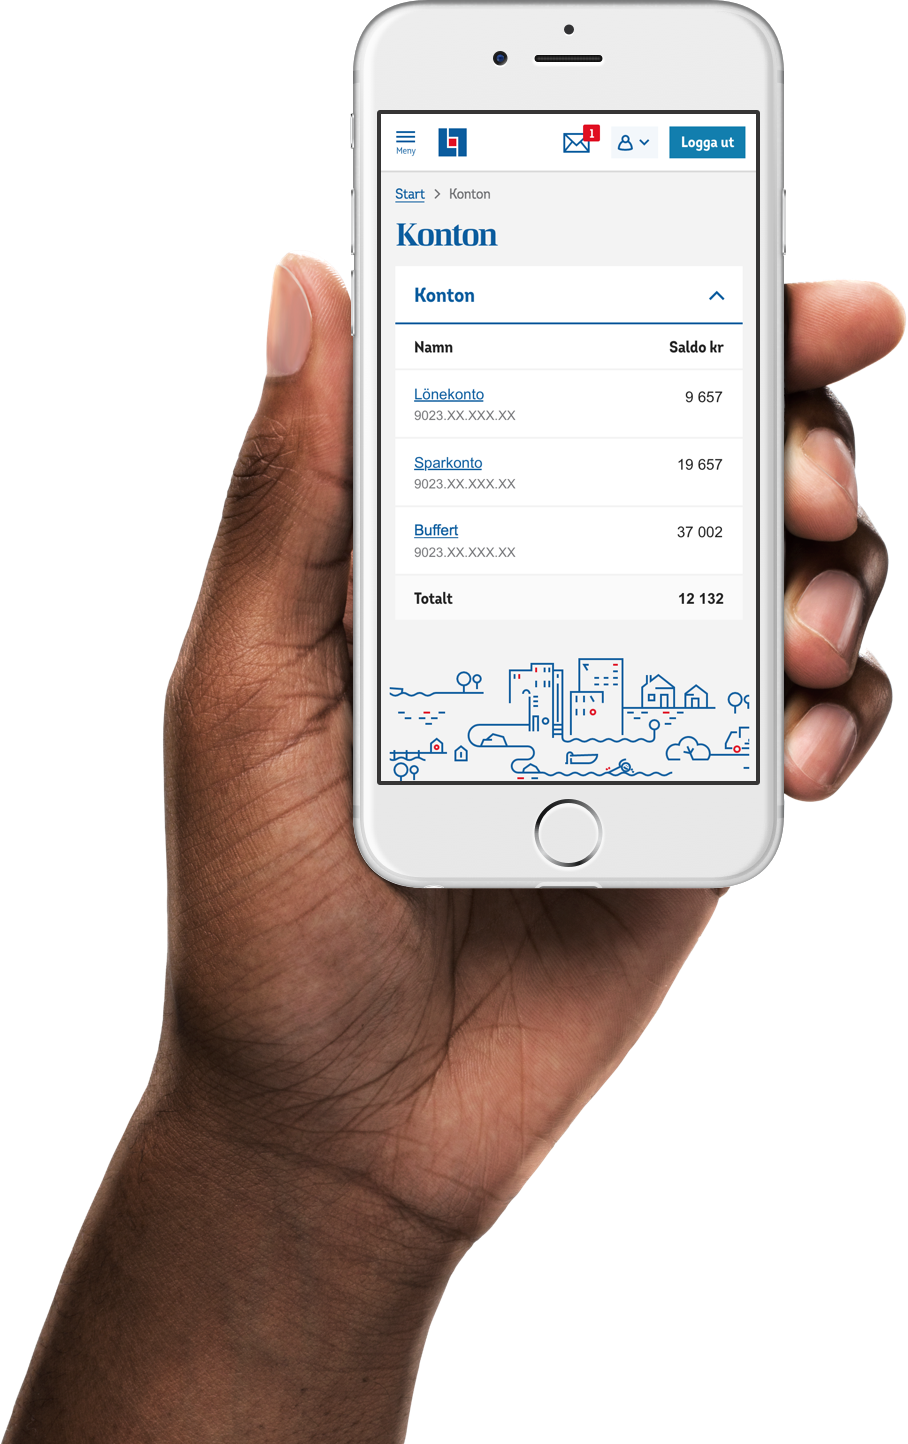 1
Meny
Logga ut
Start > Konton
Konton
Konton
Namn Saldo kr
Lönekonto 9 657
9023.XX.XXX.XX
Sparkonto 19 657
9023.XX.XXX.XX
Buffert 37 002
9023.XX.XXX.XX
Totalt 12 132